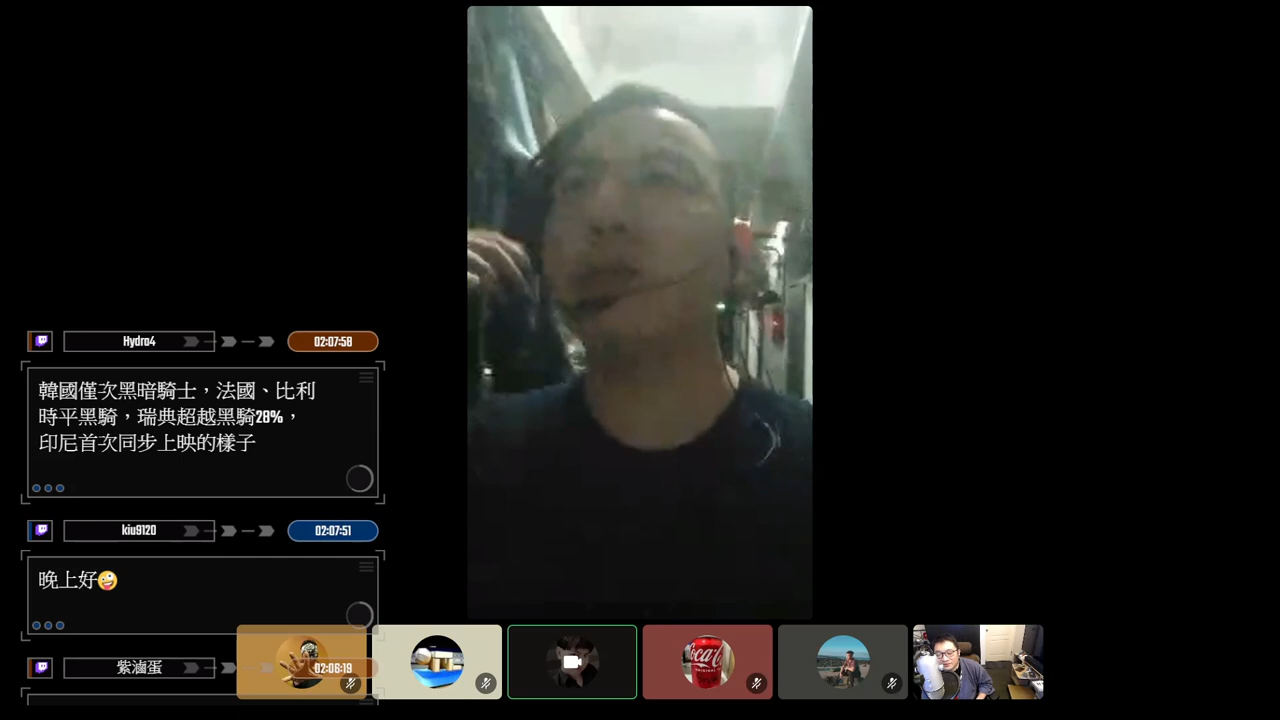 Hydro4
02:07:58
韓國僅次黑暗騎士，法國、比利
時平黑騎，瑞典超越黑騎28%，
印尼首次同步上映的樣子
kiu9120
02:07:51
晚上好🤪
紫滷蛋
02:06:19
Coca-Cola